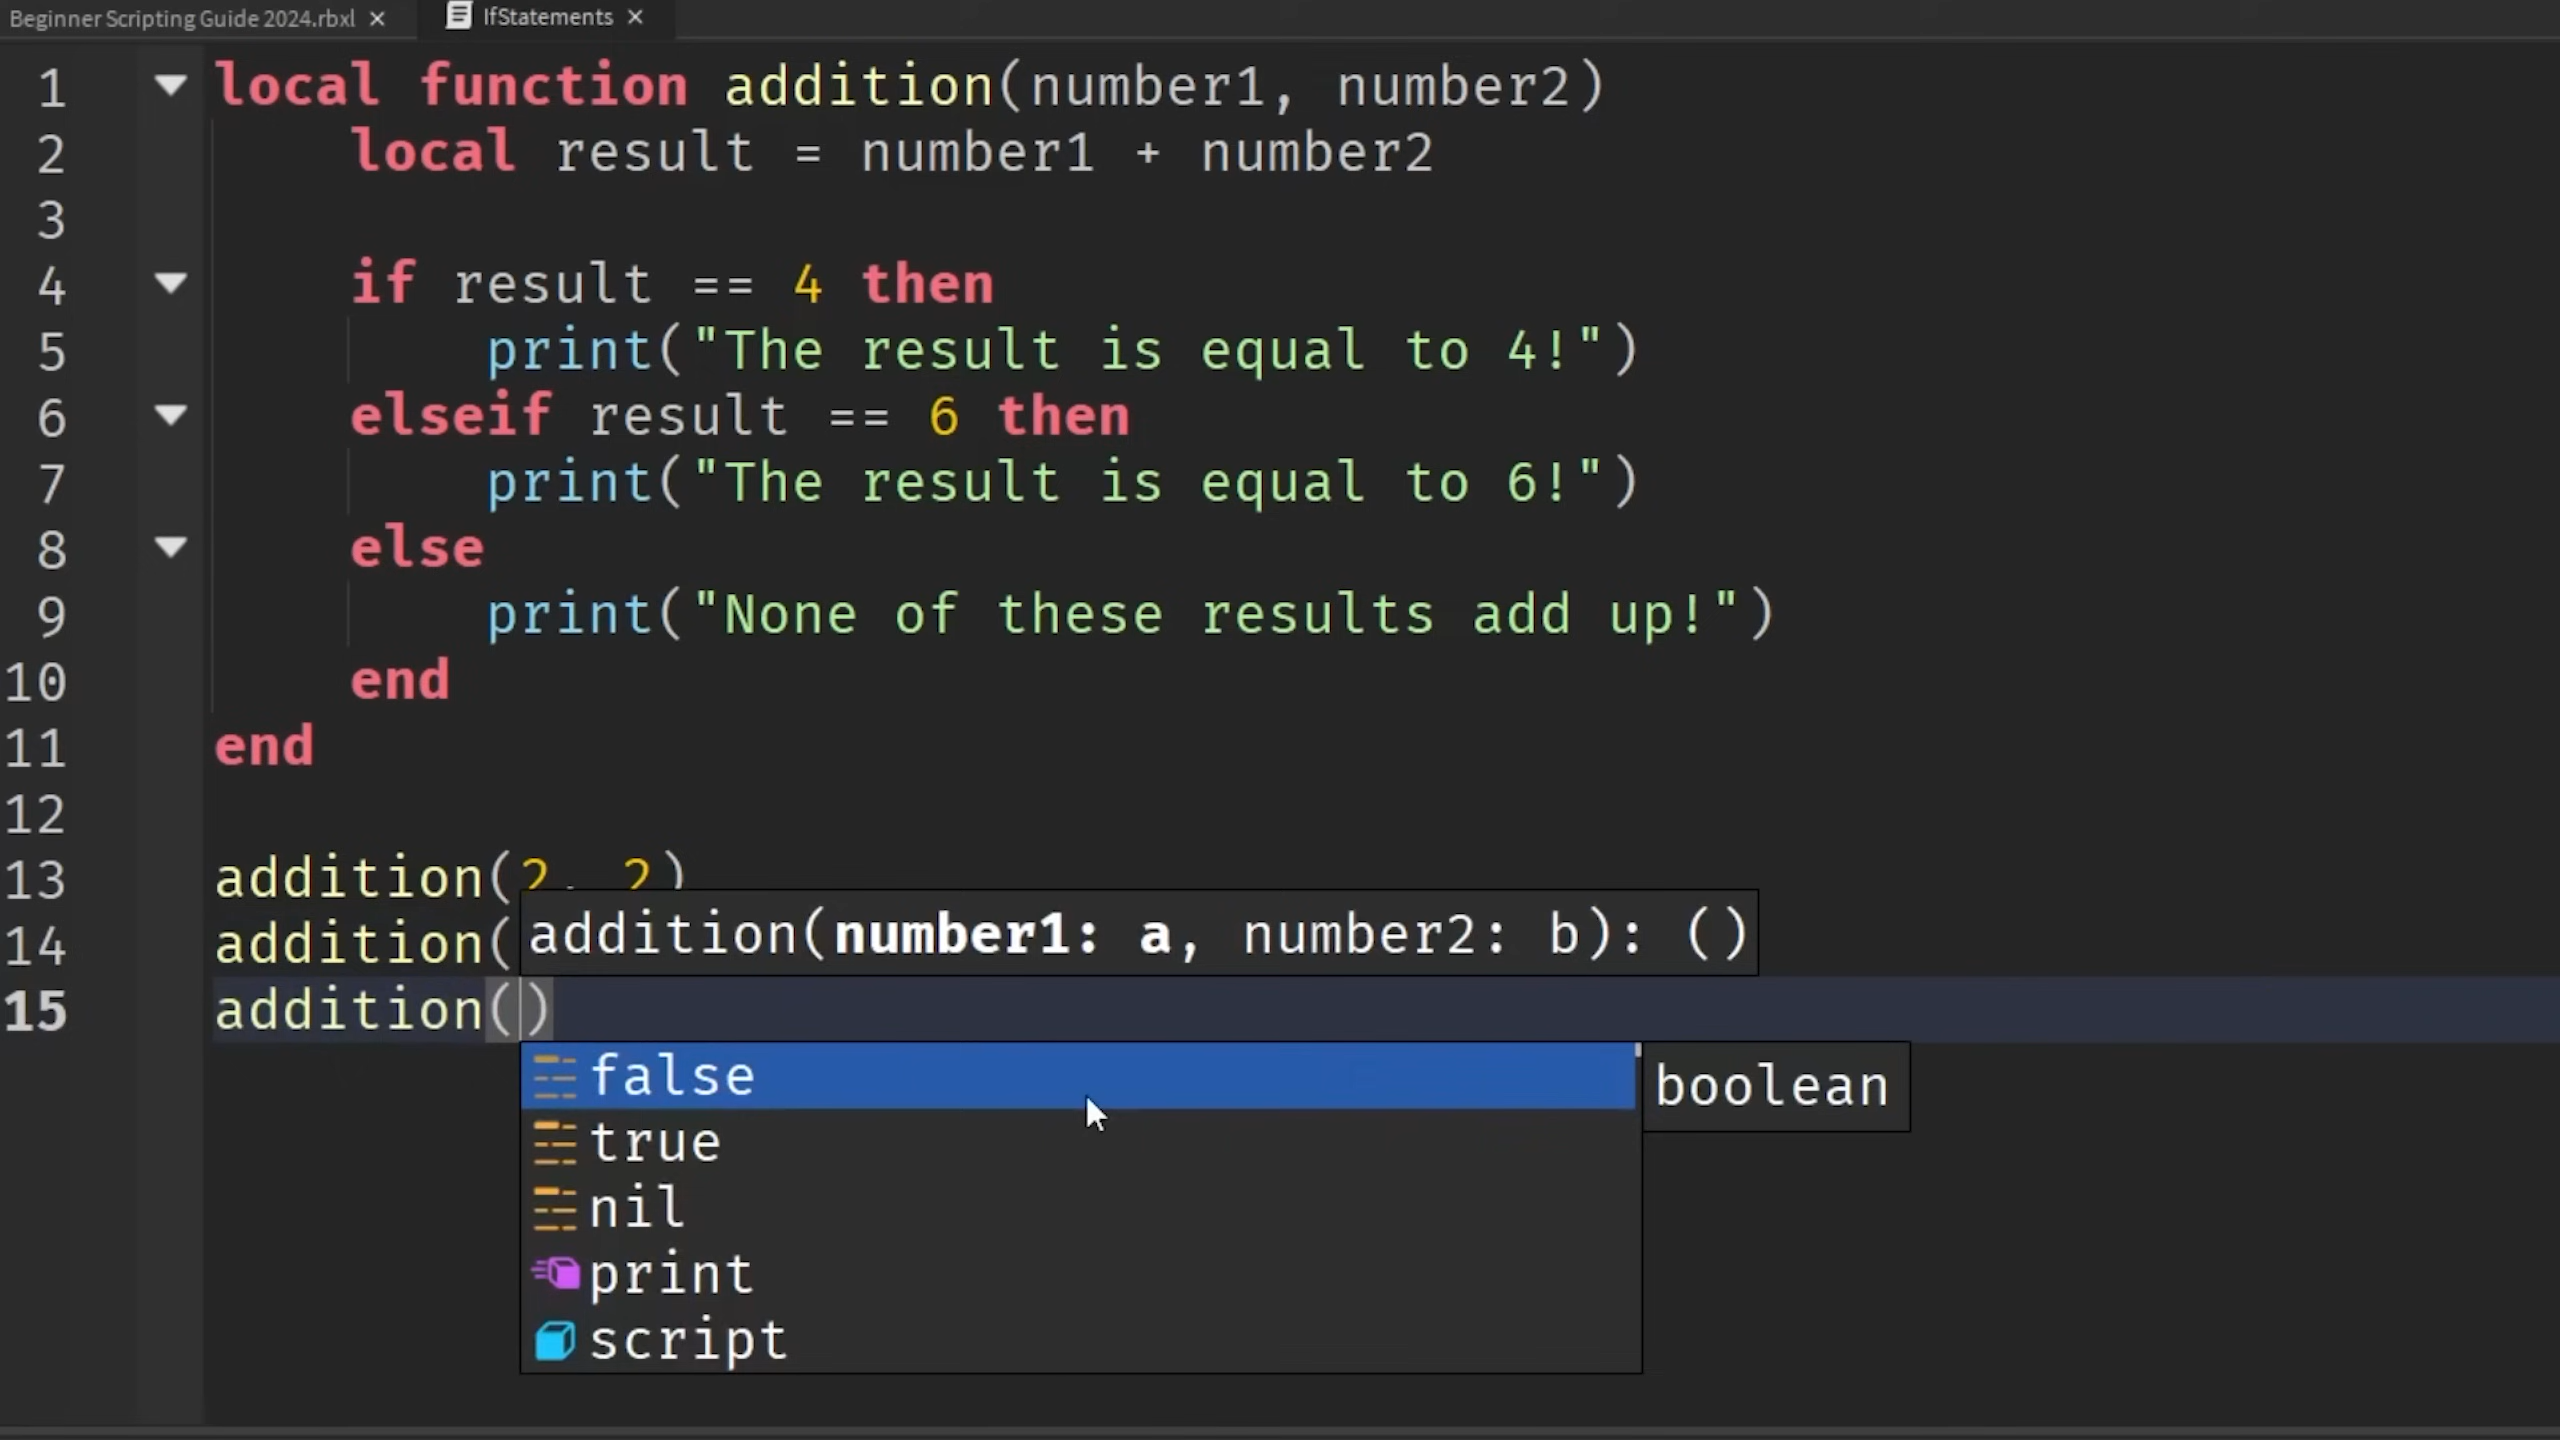 Beginner Scripting Guide 2024.rbxl × IfStatements ×
1 local function addition(number1, number2)
2 local result = number1 + number2
3
4 if result == 4 then
5 print("The result is equal to 4!")
6 elseif result == 6 then
7 print("The result is equal to 6!")
8 else
9 print("None of these results add up!")
10 end
11 end
12
13 addition(2, 2)
14 addition(
addition(number1: a, number2: b): ()
15 addition()
false boolean
true
nil
print
script